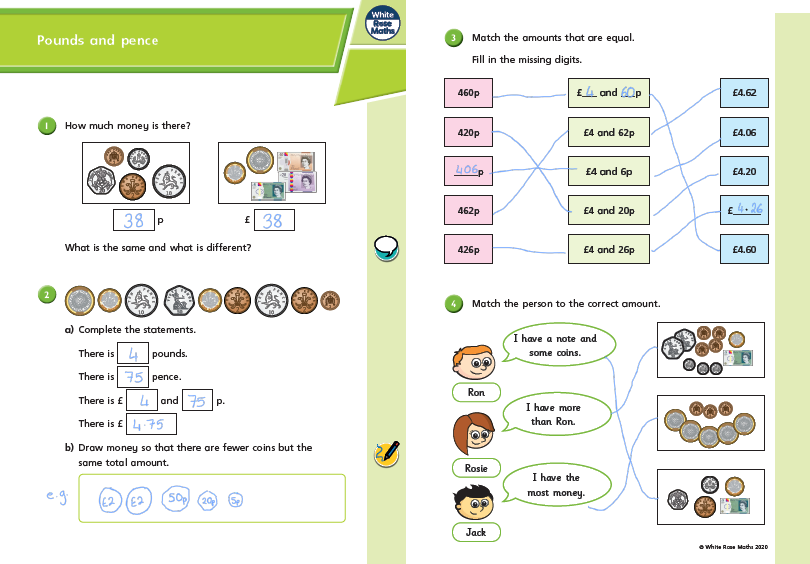 Pounds and pence
White
Rose
Maths
1 How much money is there?
38 p
£ 38
What is the same and what is different?
2
a) Complete the statements.
There is 4 pounds.
There is 75 pence.
There is £ 4 and 75 p.
There is £ 4.75
b) Draw money so that there are fewer coins but the
same total amount.
e.g. £2 £2 50p 20p 5p
3 Match the amounts that are equal.
Fill in the missing digits.
460p £ 4 and 60 p £4.62
420p £4 and 62p £4.06
406p £4 and 6p £4.20
462p £4 and 20p £ 4.26
426p £4 and 26p £4.60
4 Match the person to the correct amount.
I have a note and
some coins.
Ron
I have more
than Ron.
Rosie
I have the
most money.
Jack
© White Rose Maths 2020